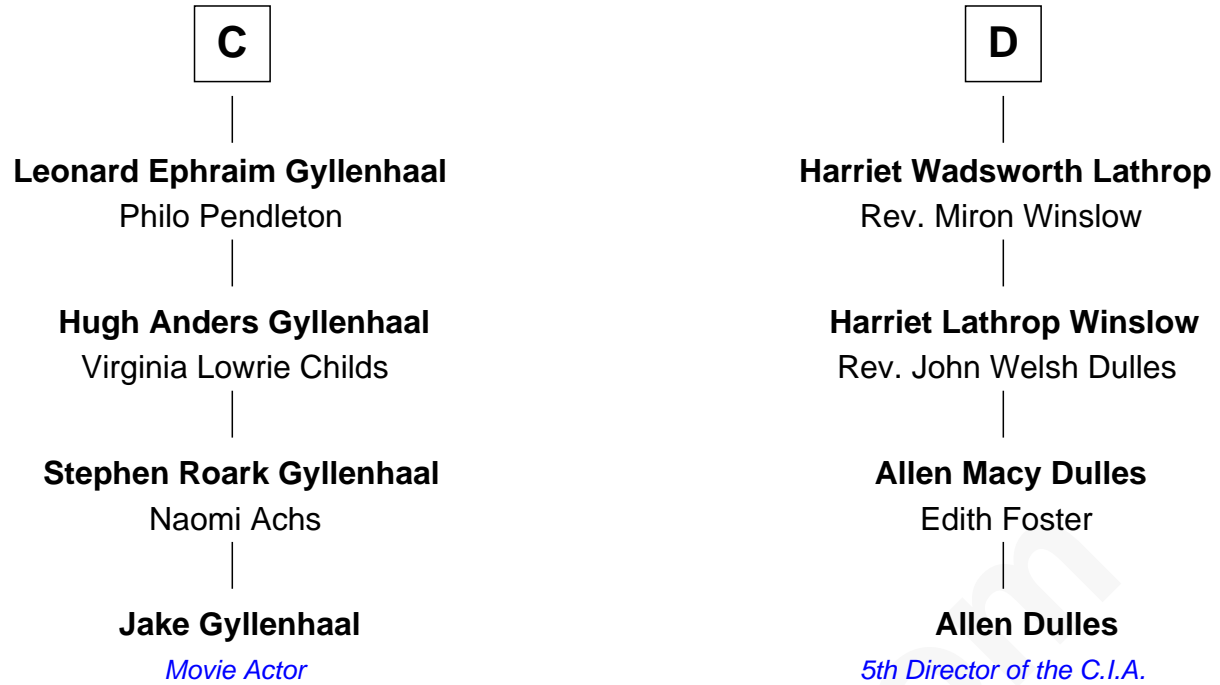 C
Leonard Ephraim Gyllenhaal
Philo Pendleton
Hugh Anders Gyllenhaal
Virginia Lowrie Childs
Stephen Roark Gyllenhaal
Naomi Achs
Jake Gyllenhaal
Movie Actor
D
Harriet Wadsworth Lathrop
Rev. Miron Winslow
Harriet Lathrop Winslow
Rev. John Welsh Dulles
Allen Macy Dulles
Edith Foster
Allen Dulles
5th Director of the C.I.A.
om